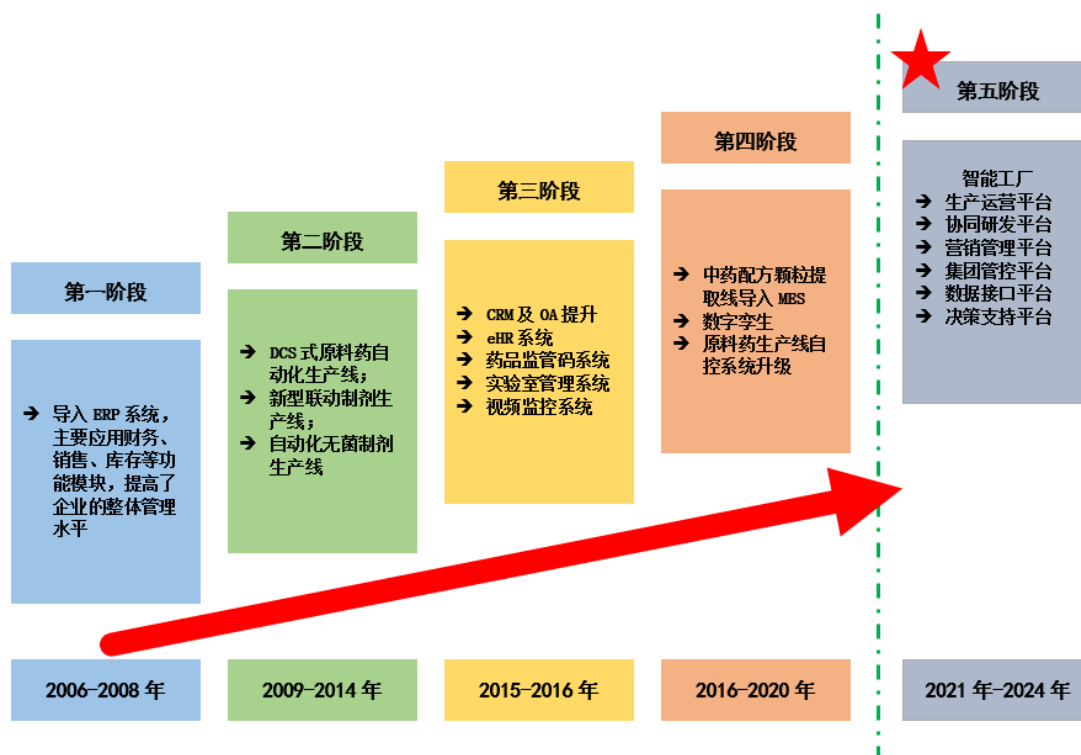 第一阶段
→ 导入 ERP 系统，
主要应用财务、
销售、库存等功
能模块，提高了
企业的整体管理
水平
2006-2008 年
第二阶段
→ DCS 式原料药自
动化生产线；
→ 新型联动制剂生
产线；
→ 自动化无菌制剂
生产线
2009-2014 年
第三阶段
→ CRM 及 OA 提升
→ eHR 系统
→ 药品监管码系统
→ 实验室管理系统
→ 视频监控系统
2015-2016 年
第四阶段
→ 中药配方颗粒提
取线导入 MES
→ 数字孪生
→ 原料药生产线自
控系统升级
2016-2020 年
第五阶段
智能工厂
→ 生产运营平台
→ 协同研发平台
→ 营销管理平台
→ 集团管控平台
→ 数据接口平台
→ 决策支持平台
2021 年-2024 年